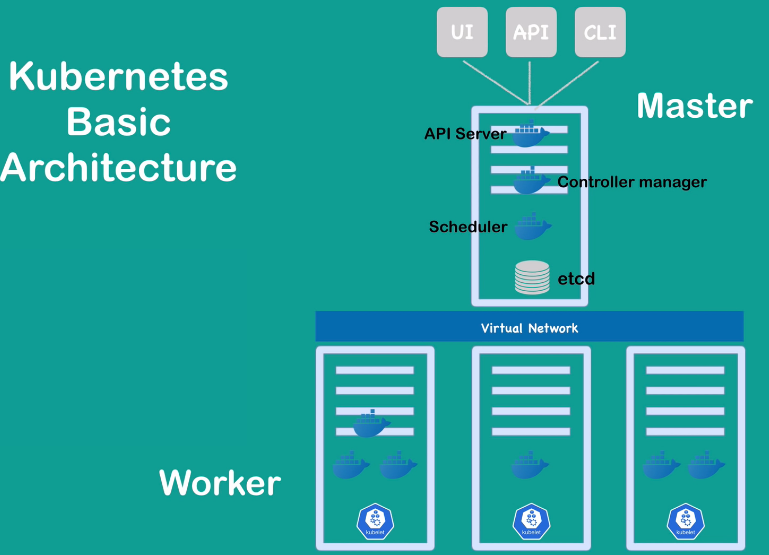 Kubernetes
Basic
Architecture
UI
API
CLI
Master
API Server
Controller manager
Scheduler
etcd
Virtual Network
Worker
kubelet
kubelet
kubelet